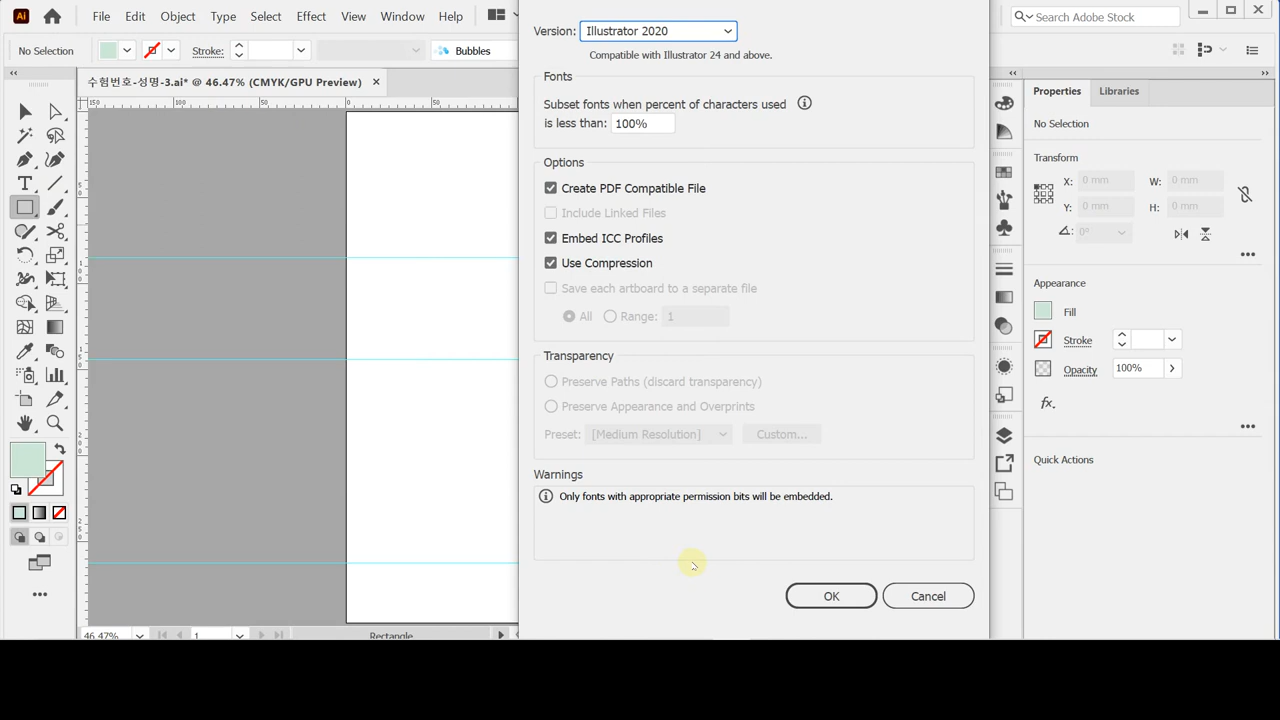 Ai File Edit Object Type Select Effect View Window Help Search Adobe Stock
No Selection Stroke: Bubbles
수험번호-성명-3.ai* @ 46.47% (CMYK/GPU Preview) ×
150 100 50 0 50
Version: Illustrator 2020
Compatible with Illustrator 24 and above.
Fonts
Subset fonts when percent of characters used
is less than: 100%
Options
Create PDF Compatible File
Include Linked Files
Embed ICC Profiles
Use Compression
Save each artboard to a separate file
All Range: 1
Transparency
Preserve Paths (discard transparency)
Preserve Appearance and Overprints
Preset: [Medium Resolution] Custom...
Warnings
Only fonts with appropriate permission bits will be embedded.
OK Cancel
Properties Libraries
No Selection
Transform
X: 0 mm W: 0 mm
Y: 0 mm H: 0 mm
0°
Appearance
Fill
Stroke
Opacity 100%
fx.
Quick Actions
46.47% 1 Rectangle